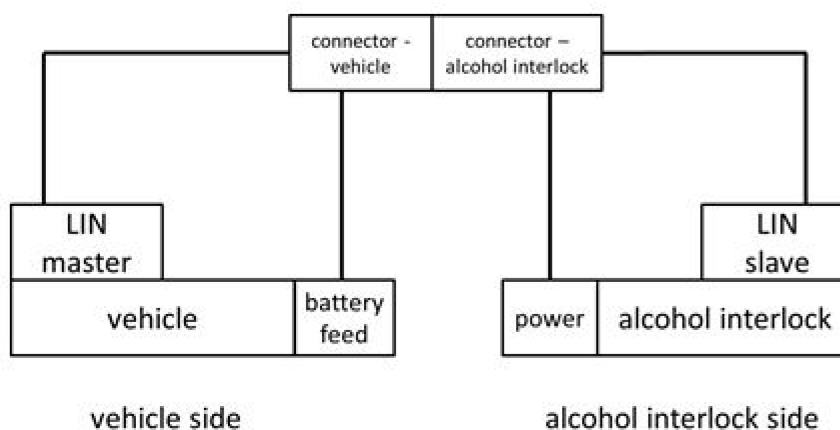 connector -
vehicle
connector –
alcohol interlock
LIN
master
LIN
slave
vehicle
battery
feed
power
alcohol interlock
vehicle side
alcohol interlock side